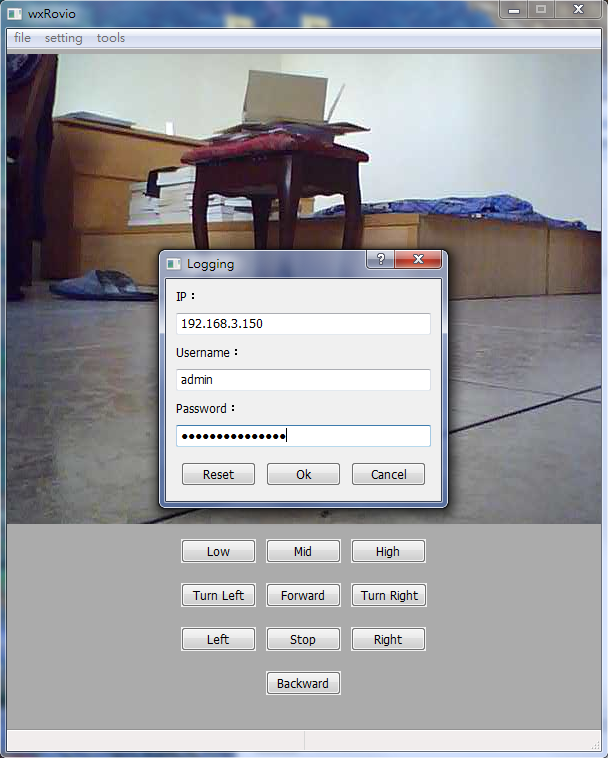 wxRovio
file setting tools
Logging
IP：
192.168.3.150
Username：
admin
Password：
●●●●●●●●●●●●●●●
Reset Ok Cancel
Low Mid High
Turn Left Forward Turn Right
Left Stop Right
Backward